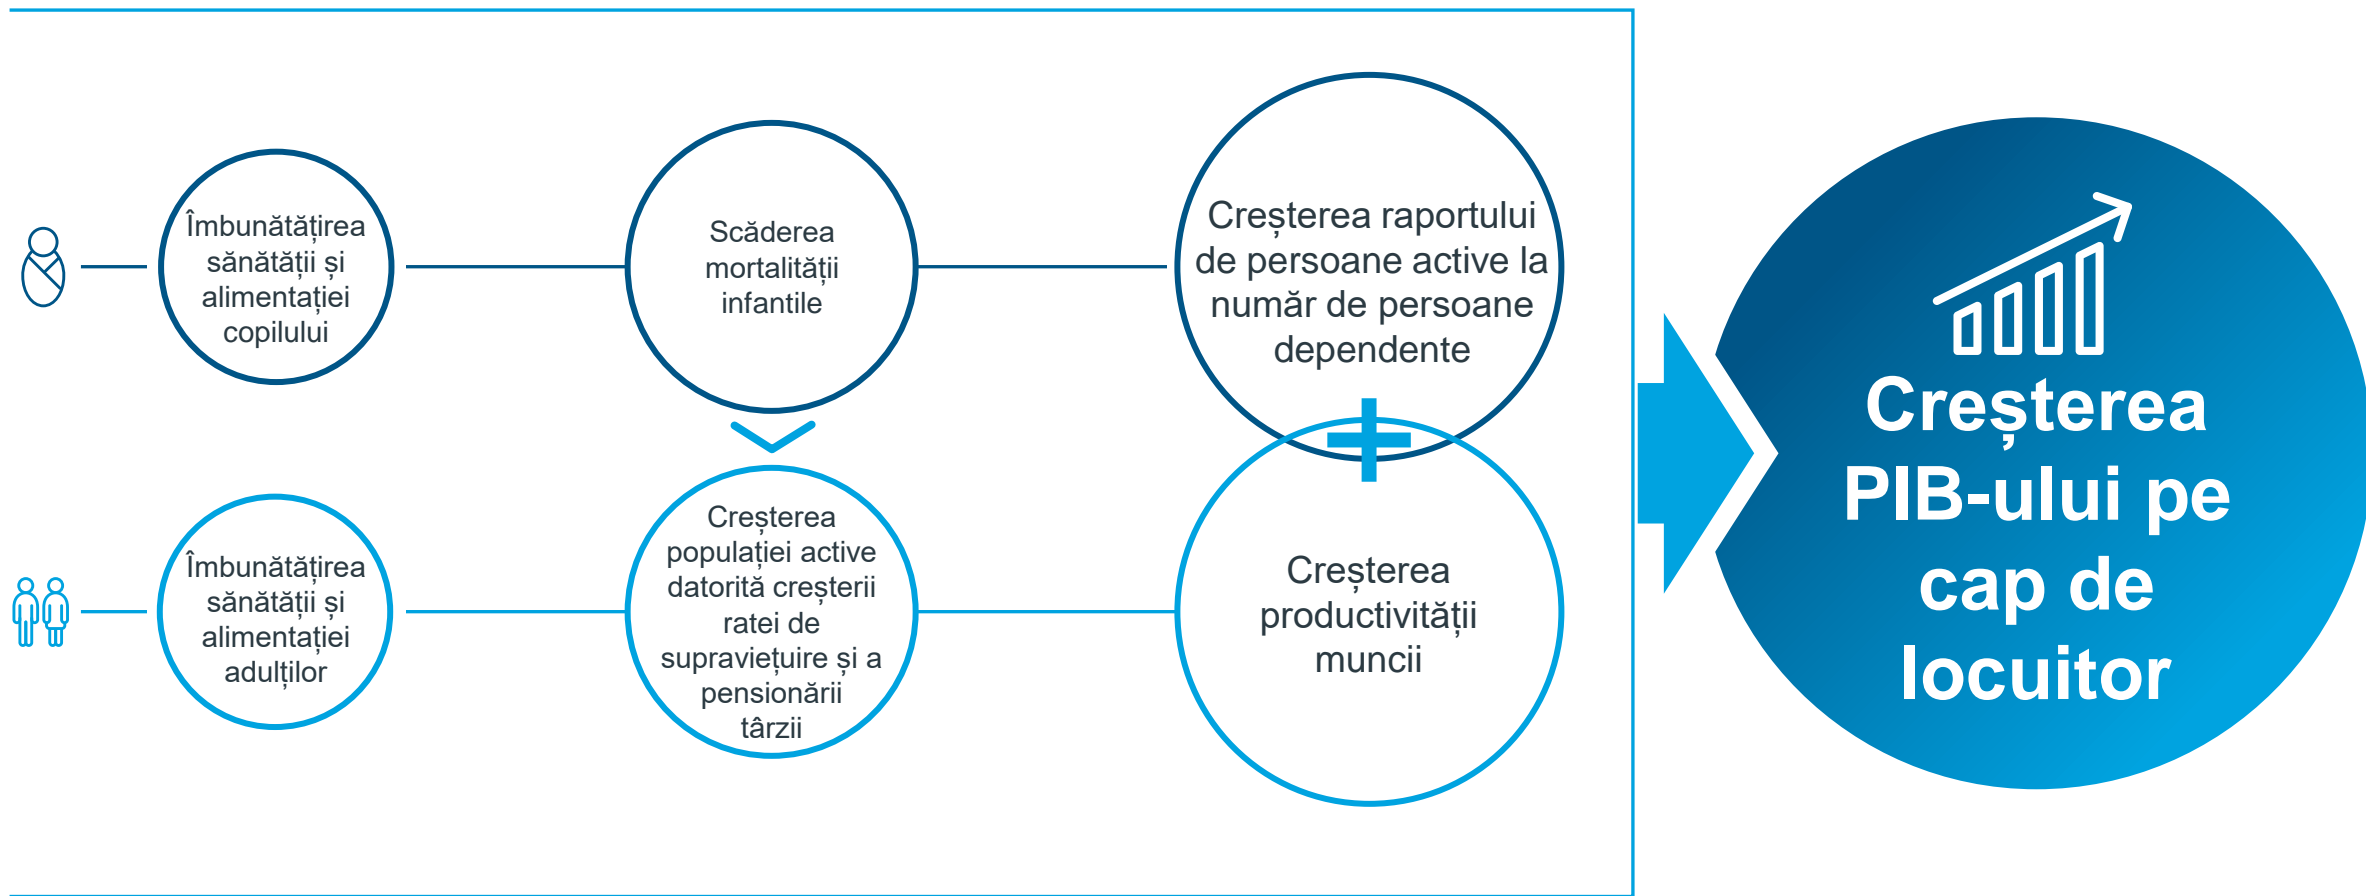 Îmbunătățirea
sănătății și
alimentației
copilului
Scăderea
mortalității
infantile
Creșterea raportului
de persoane active la
număr de persoane
dependente
Îmbunătățirea
sănătății și
alimentației
adulților
Creșterea
populației active
datorită creșterii
ratei de
supraviețuire și a
pensionării
târzii
Creșterea
productivității
muncii
Creșterea
PIB-ului pe
cap de
locuitor